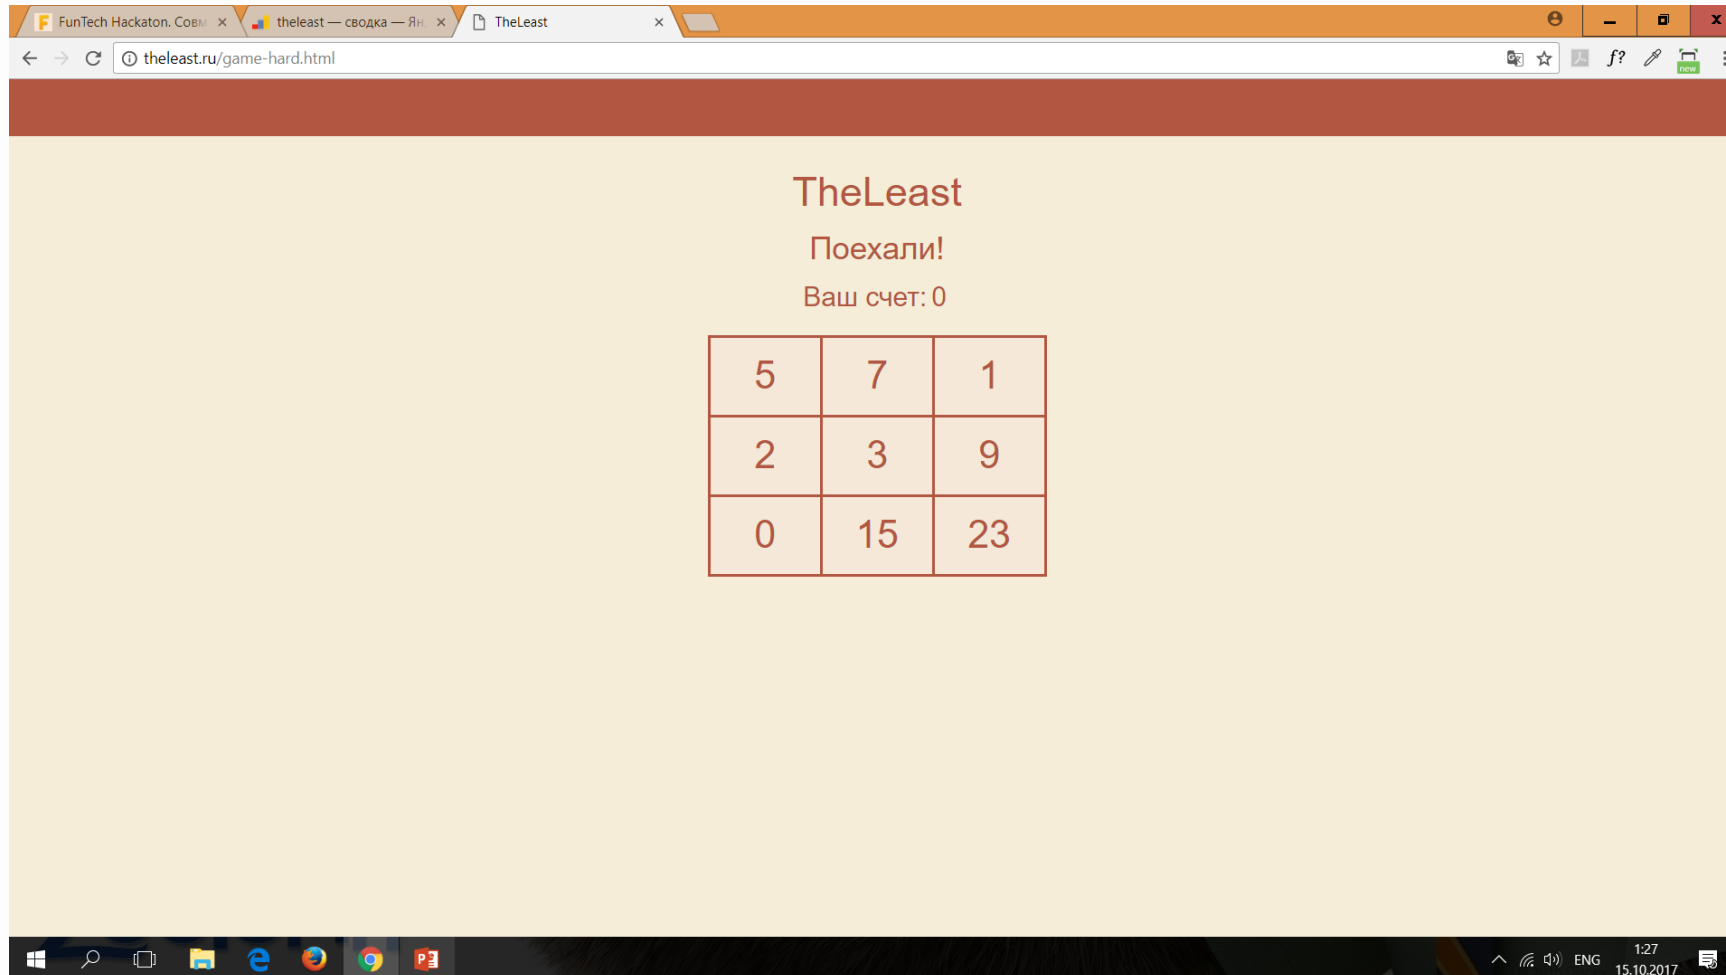 FunTech Hackaton. Совм
theleast — сводка — Ян
TheLeast
theleast.ru/game-hard.html
f?
new
TheLeast
Поехали!
Ваш счет: 0
5 7 1
2 3 9
0 15 23
ENG
1:27
15.10.2017